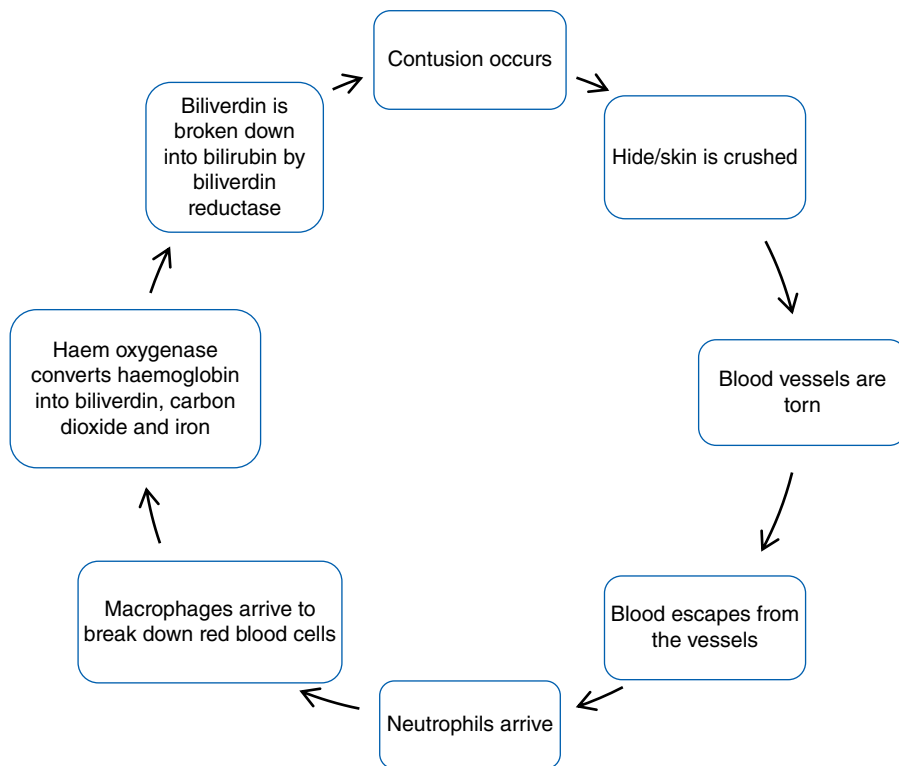 Contusion occurs
Hide/skin is crushed
Blood vessels are
torn
Blood escapes from
the vessels
Neutrophils arrive
Macrophages arrive to
break down red blood cells
Haem oxygenase
converts haemoglobin
into biliverdin, carbon
dioxide and iron
Biliverdin is
broken down
into bilirubin by
biliverdin
reductase